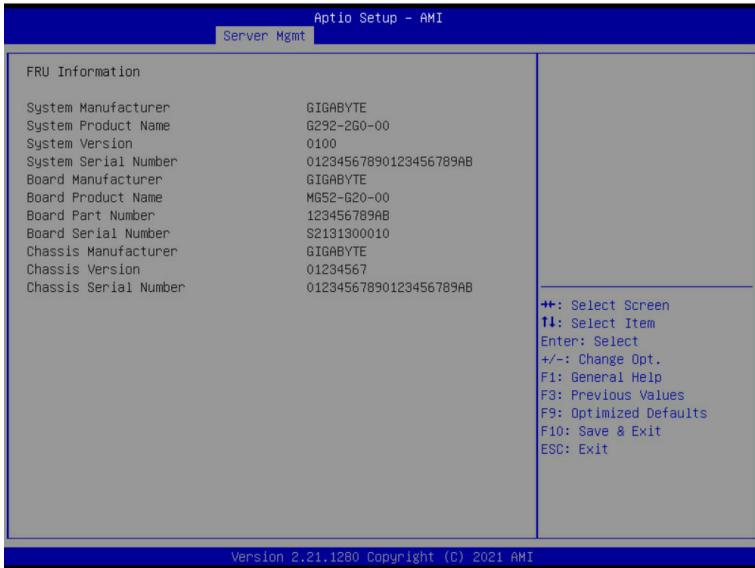 Aptio Setup – AMI
Server Mgmt
FRU Information
System Manufacturer GIGABYTE
System Product Name G292-2G0-00
System Version 0100
System Serial Number 01234567890123456789AB
Board Manufacturer GIGABYTE
Board Product Name MG52-G20-00
Board Part Number 123456789AB
Board Serial Number S2131300010
Chassis Manufacturer GIGABYTE
Chassis Version 01234567
Chassis Serial Number 01234567890123456789AB
→←: Select Screen
↑↓: Select Item
Enter: Select
+/-: Change Opt.
F1: General Help
F3: Previous Values
F9: Optimized Defaults
F10: Save & Exit
ESC: Exit
Version 2.21.1280 Copyright (C) 2021 AMI